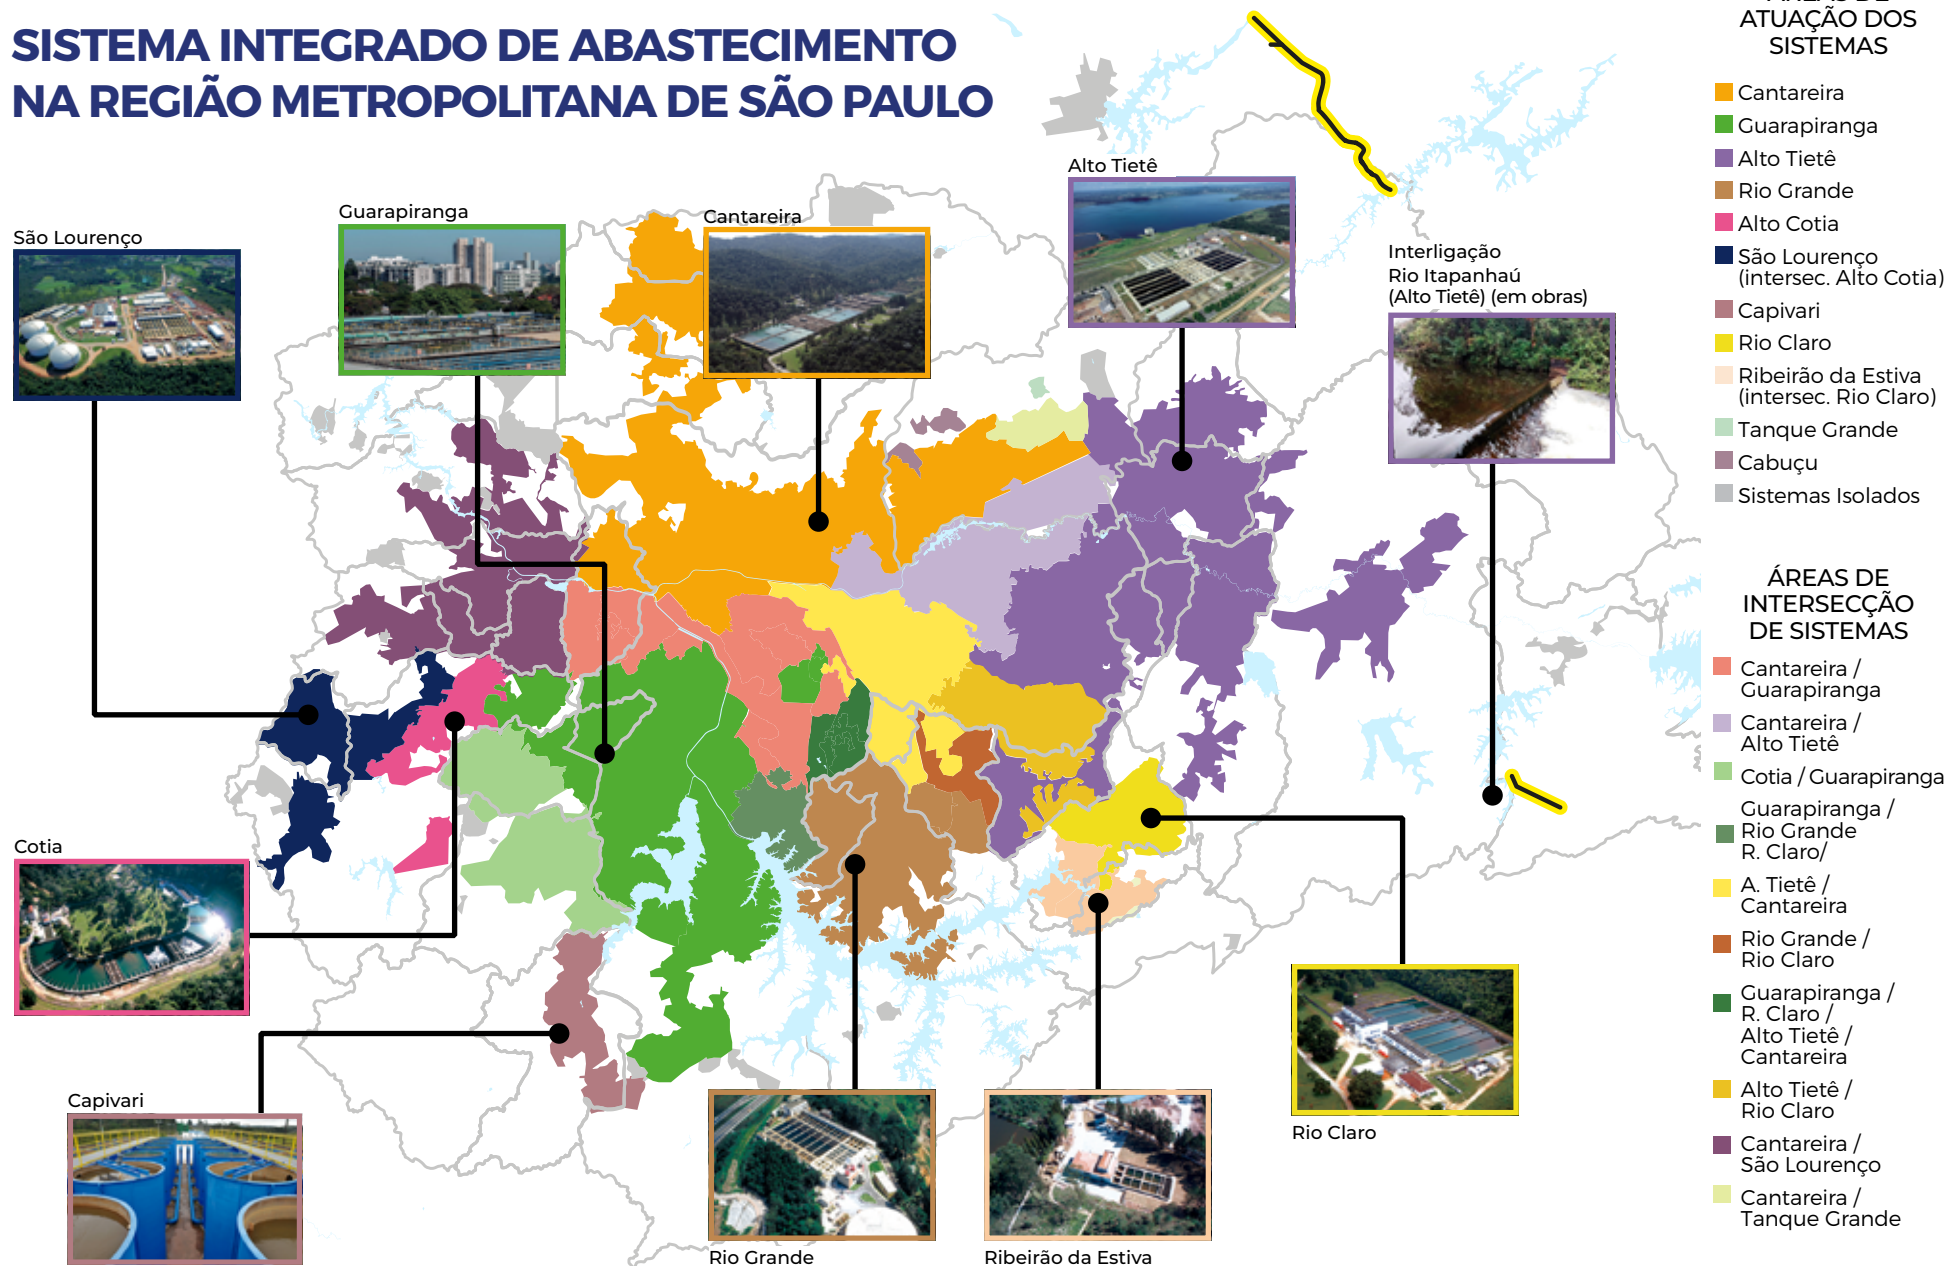 SISTEMA INTEGRADO DE ABASTECIMENTO
NA REGIÃO METROPOLITANA DE SÃO PAULO
São Lourenço
Guarapiranga
Cantareira
Alto Tietê
Interligação
Rio Itapanhaú
(Alto Tietê) (em obras)
Cotia
Capivari
Rio Grande
Ribeirão da Estiva
Rio Claro
ÁREAS DE
ATUAÇÃO DOS
SISTEMAS
Cantareira
Guarapiranga
Alto Tietê
Rio Grande
Alto Cotia
São Lourenço
(intersec. Alto Cotia)
Capivari
Rio Claro
Ribeirão da Estiva
(intersec. Rio Claro)
Tanque Grande
Cabuçu
Sistemas Isolados
ÁREAS DE
INTERSECÇÃO
DE SISTEMAS
Cantareira /
Guarapiranga
Cantareira /
Alto Tietê
Cotia / Guarapiranga
Guarapiranga /
Rio Grande
R. Claro/
A. Tietê /
Cantareira
Rio Grande /
Rio Claro
Guarapiranga /
R. Claro /
Alto Tietê /
Cantareira
Alto Tietê /
Rio Claro
Cantareira /
São Lourenço
Cantareira /
Tanque Grande